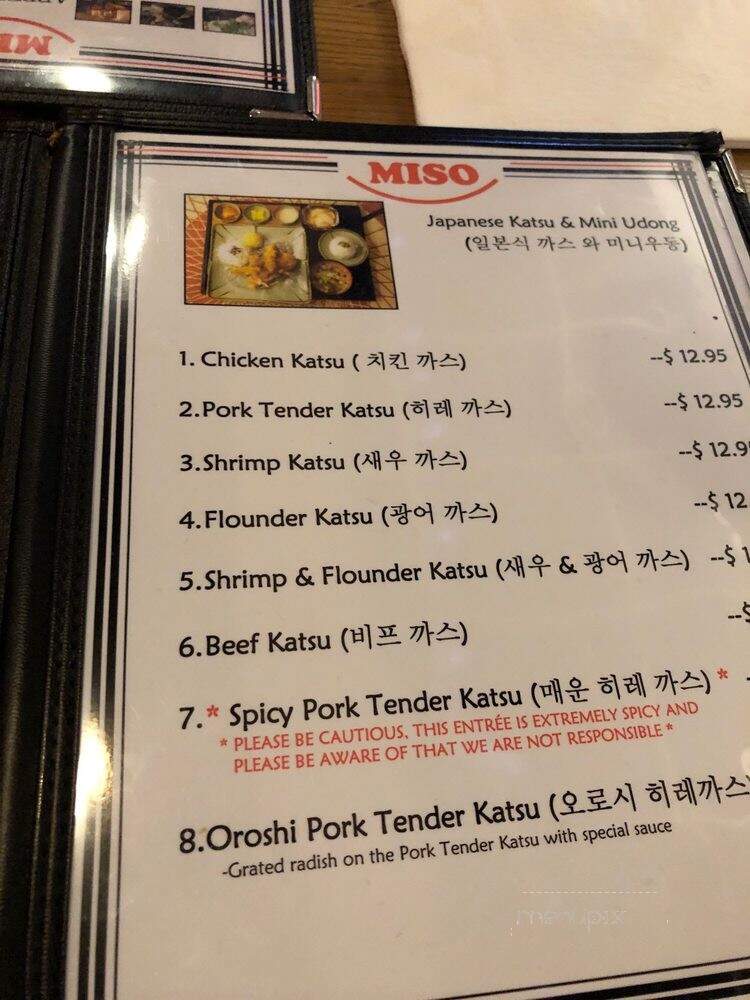 MISO
Japanese Katsu & Mini Udong
(일본식 까스 와 미니우동)
1. Chicken Katsu ( 치킨 까스) --$ 12.95
2.Pork Tender Katsu (히레 까스) --$ 12.95
3.Shrimp Katsu (새우 까스) --$ 12.9
4.Flounder Katsu (광어 까스) --$ 12
5.Shrimp & Flounder Katsu (새우 & 광어 까스) --$ 1
6.Beef Katsu (비프 까스) --$
7.* Spicy Pork Tender Katsu (매운 히레 까스) * -
* PLEASE BE CAUTIOUS, THIS ENTRÉE IS EXTREMELY SPICY AND
PLEASE BE AWARE OF THAT WE ARE NOT RESPONSIBLE *
8.Oroshi Pork Tender Katsu (오로시 히레까스)
-Grated radish on the Pork Tender Katsu with special sauce
menupix